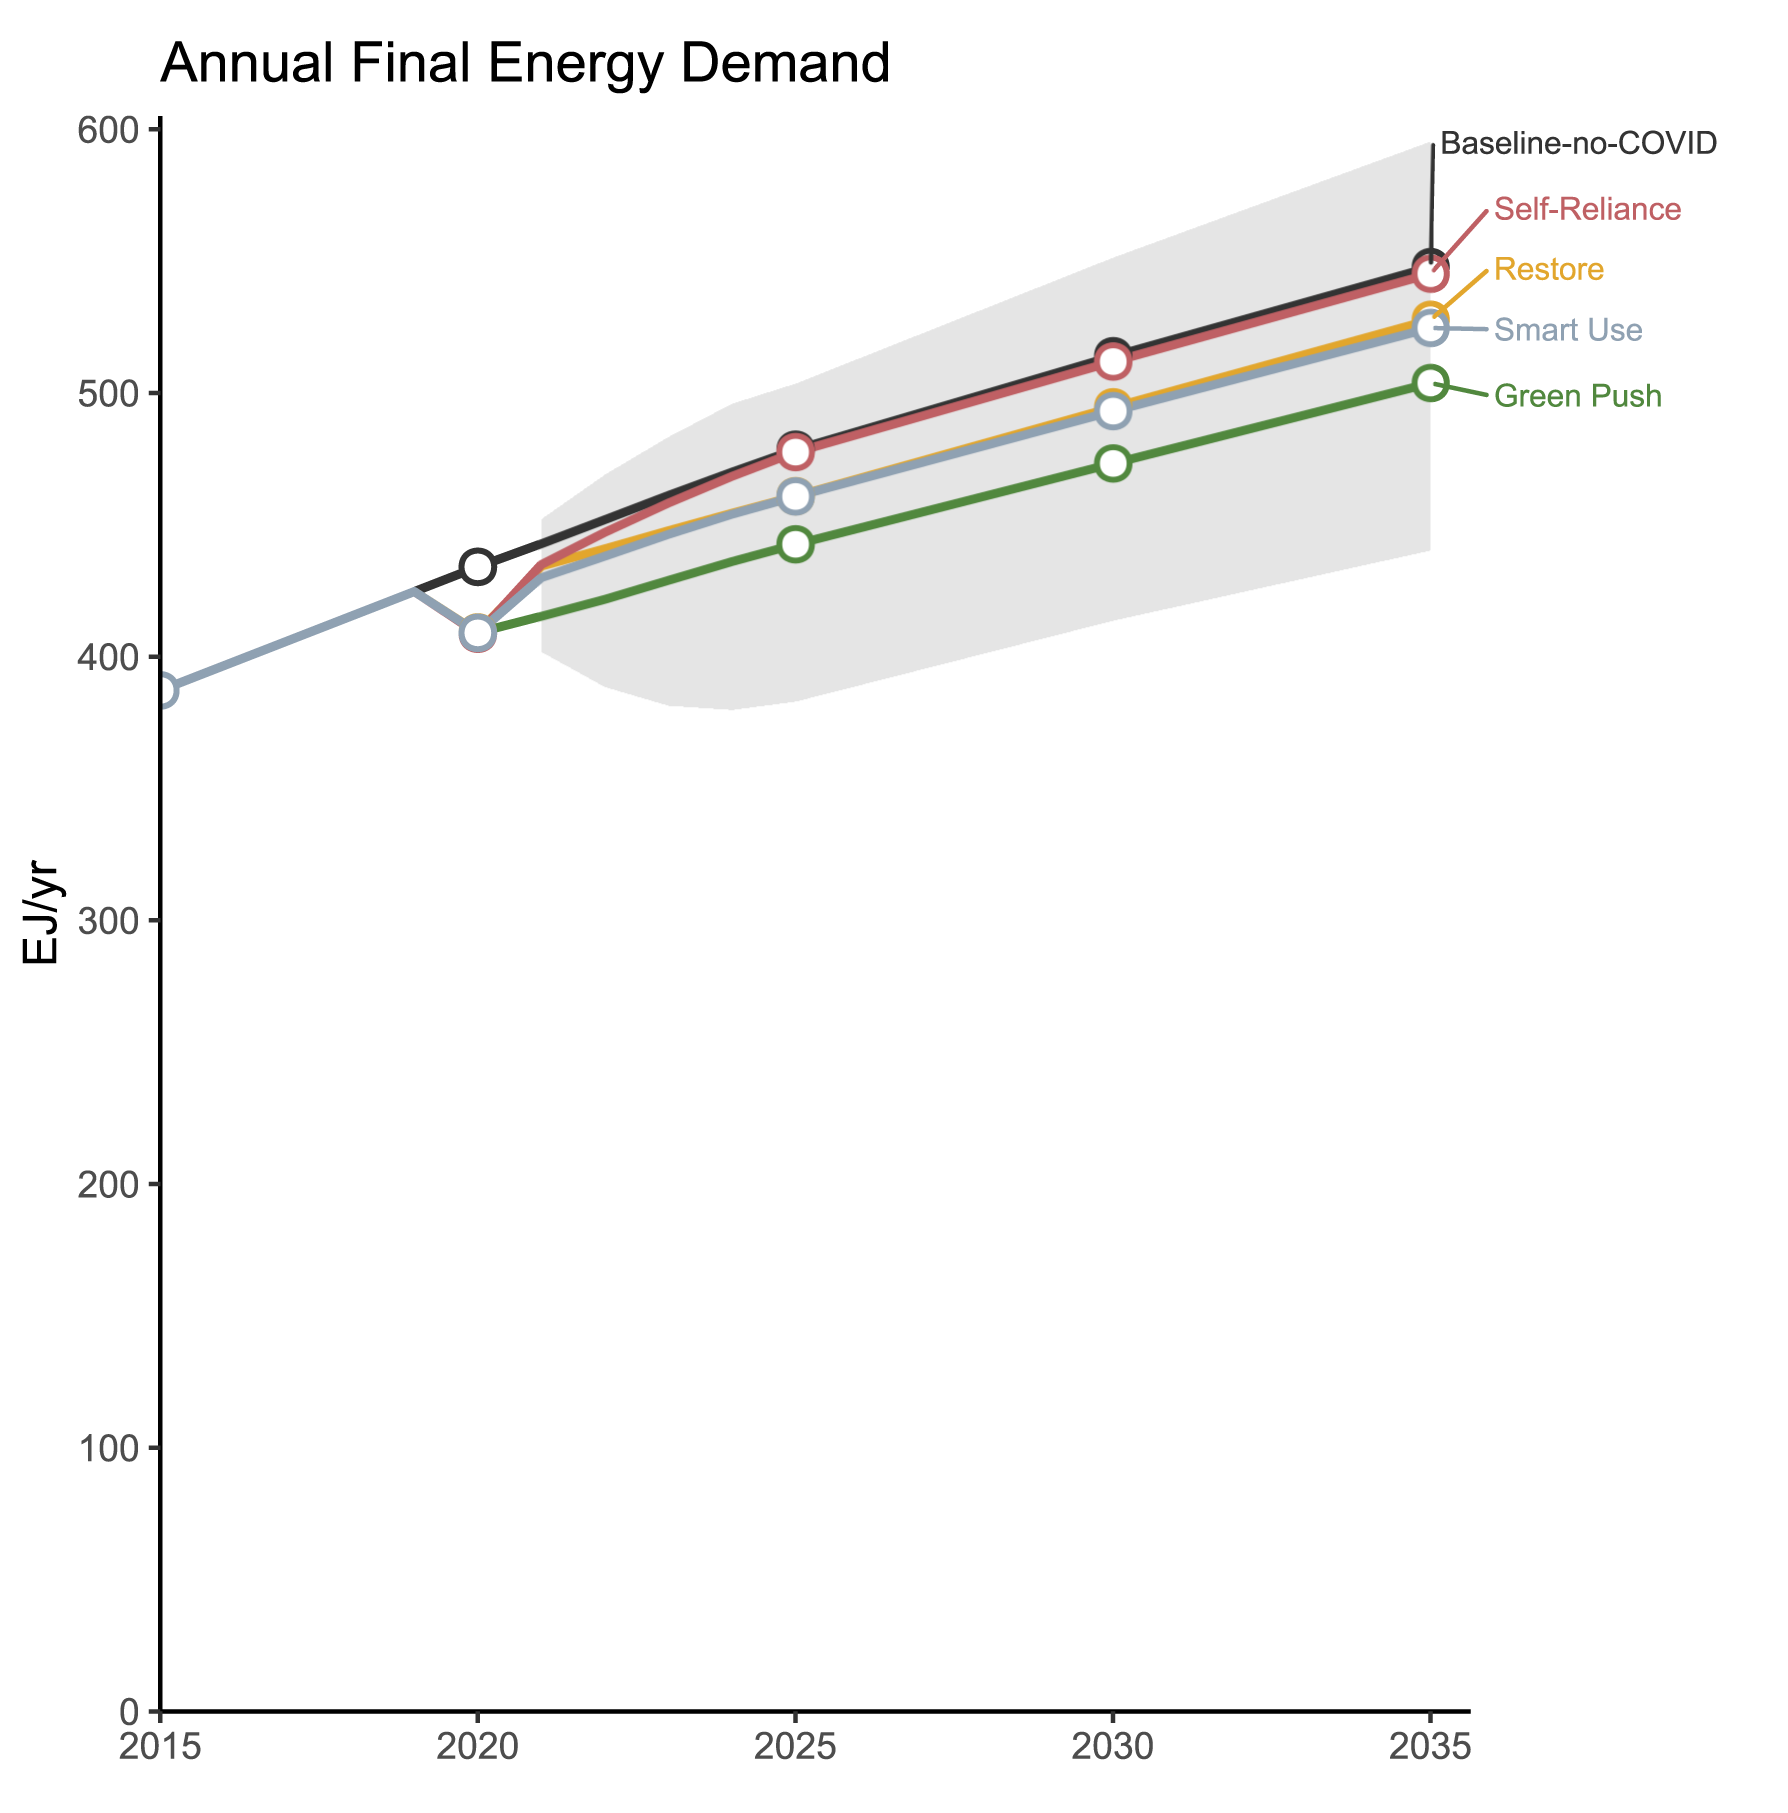 Annual Final Energy Demand
600
500
400
300
200
100
0
EJ/yr
2015
2020
2025
2030
2035
Baseline-no-COVID
Self-Reliance
Restore
Smart Use
Green Push